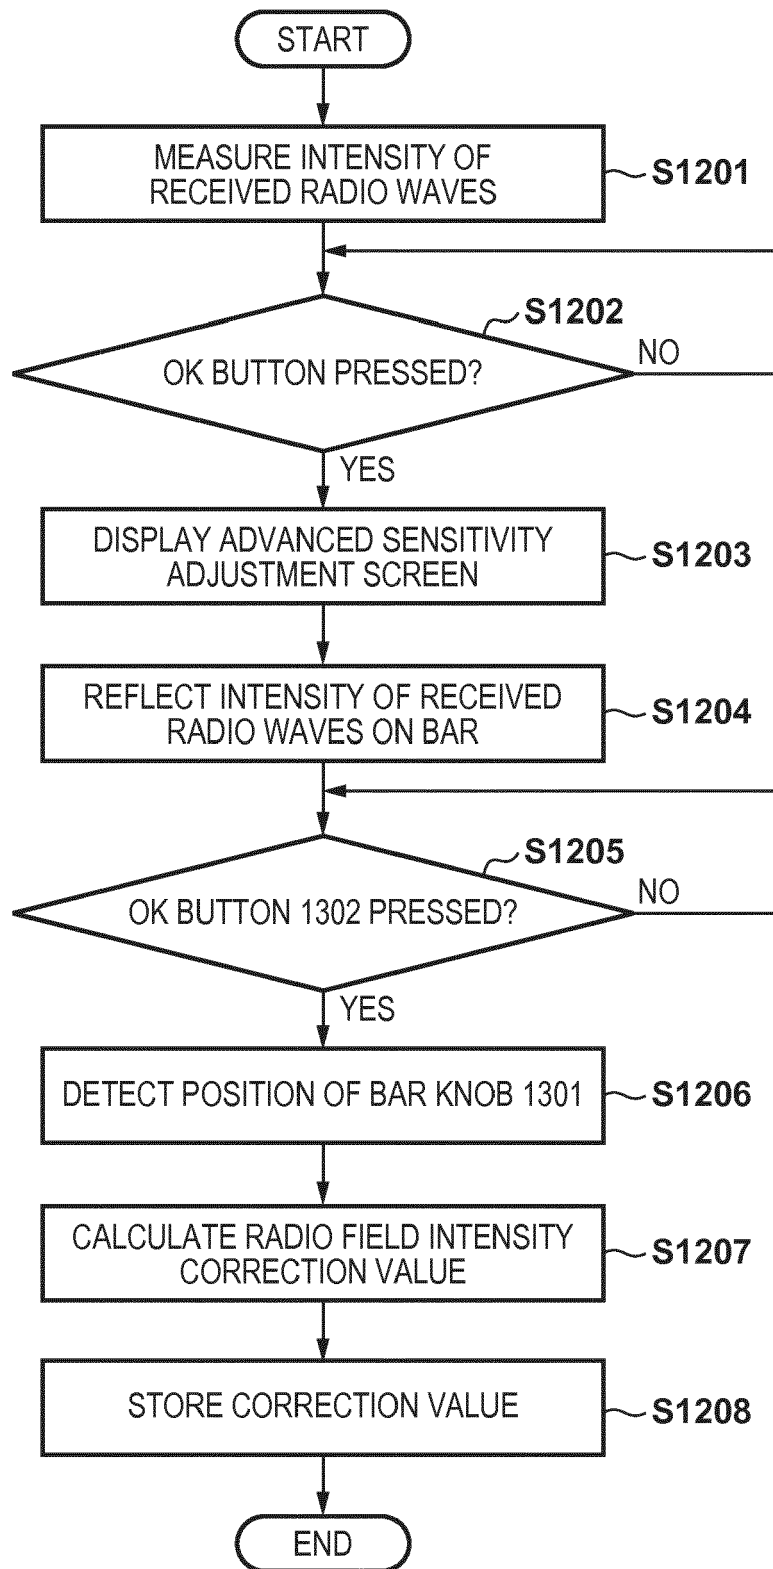 START
MEASURE INTENSITY OF
RECEIVED RADIO WAVES
S1201
S1202
OK BUTTON PRESSED?
NO
YES
DISPLAY ADVANCED SENSITIVITY
ADJUSTMENT SCREEN
S1203
REFLECT INTENSITY OF RECEIVED
RADIO WAVES ON BAR
S1204
S1205
OK BUTTON 1302 PRESSED?
NO
YES
DETECT POSITION OF BAR KNOB 1301
S1206
CALCULATE RADIO FIELD INTENSITY
CORRECTION VALUE
S1207
STORE CORRECTION VALUE
S1208
END